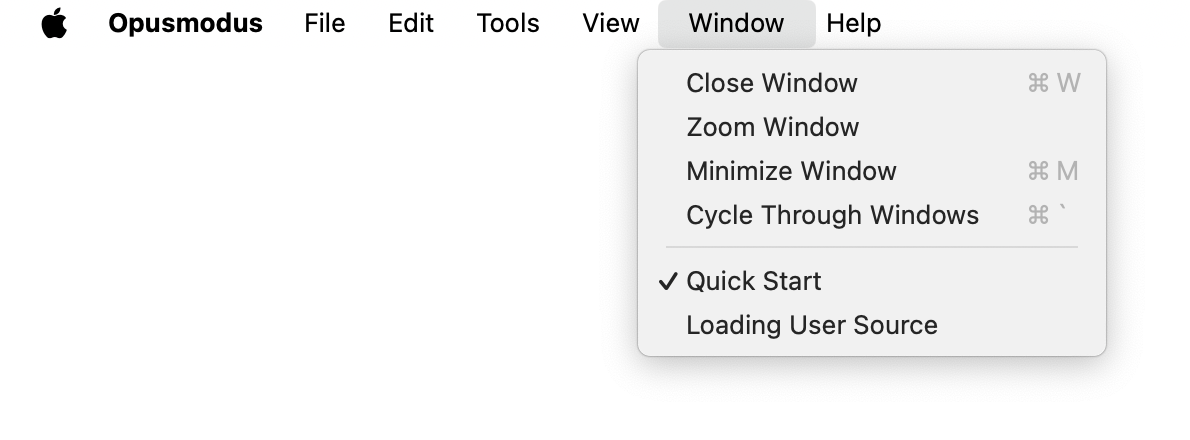 Opusmodus File Edit Tools View Window Help
Close Window ⌘ W
Zoom Window
Minimize Window ⌘ M
Cycle Through Windows ⌘ `
✓ Quick Start
Loading User Source